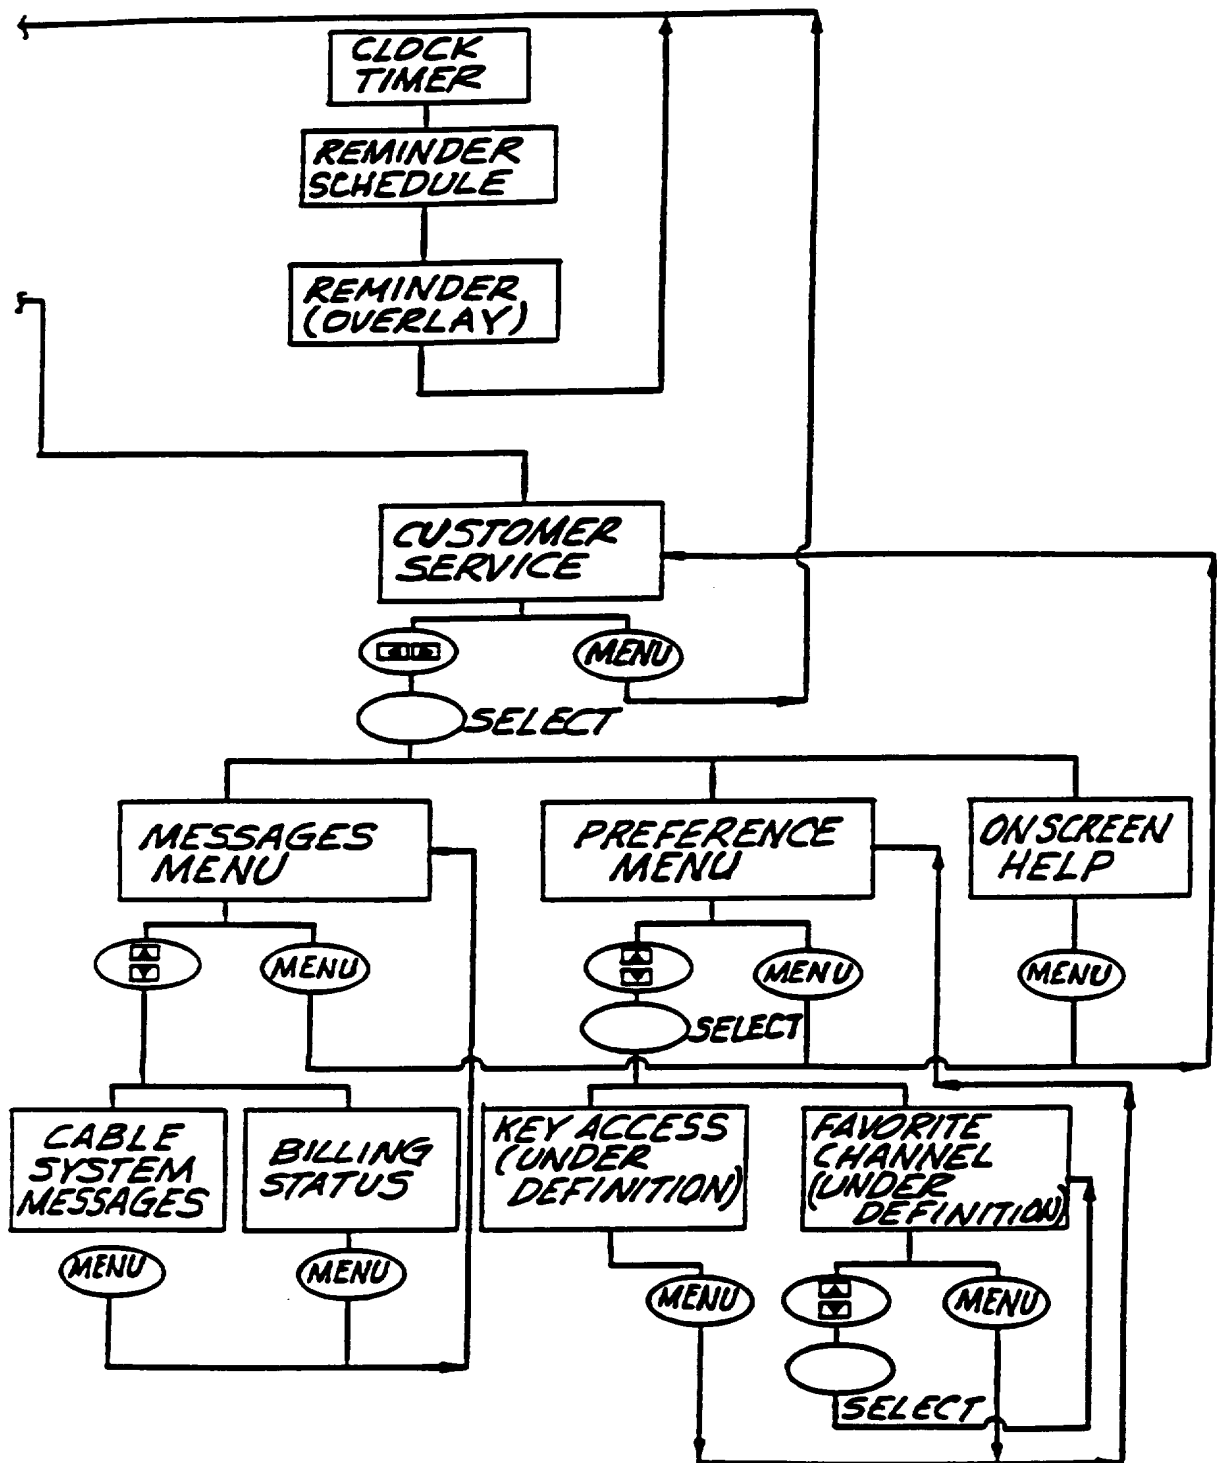 CLOCK
TIMER
REMINDER
SCHEDULE
REMINDER
(OVERLAY)
CUSTOMER
SERVICE
MENU
SELECT
MESSAGES
MENU
PREFERENCE
MENU
ON SCREEN
HELP
MENU
MENU
MENU
SELECT
CABLE
SYSTEM
MESSAGES
BILLING
STATUS
KEY ACCESS
(UNDER
DEFINITION)
FAVORITE
CHANNEL
(UNDER
DEFINITION)
MENU
MENU
MENU
MENU
SELECT